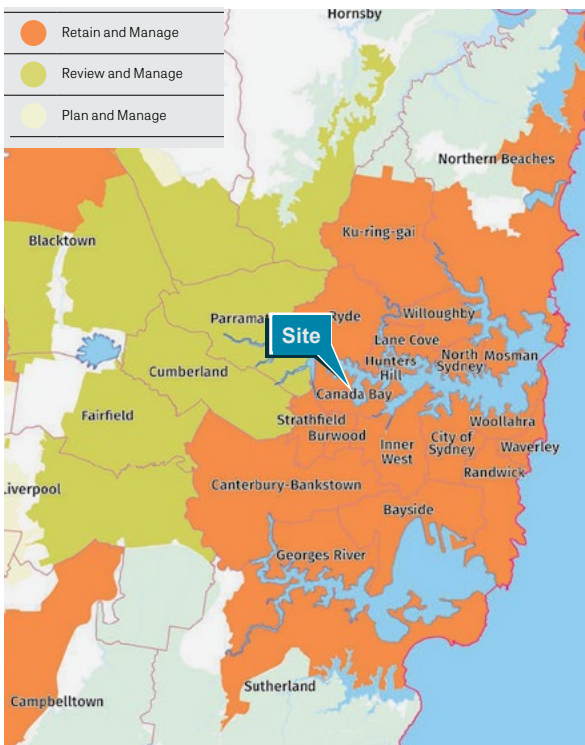 Retain and Manage
Review and Manage
Plan and Manage
Hornsby
Northern Beaches
Ku-ring-gai
Blacktown
Parrama
Ryde
Willoughby
Site
Lane Cove
Hunters
Hill
North
Sydney
Mosman
Cumberland
Canada Bay
Fairfield
Strathfield
Burwood
Inner
West
City of
Sydney
Woollahra
Waverley
Randwick
Liverpool
Canterbury-Bankstown
Bayside
Georges River
Sutherland
Campbelltown